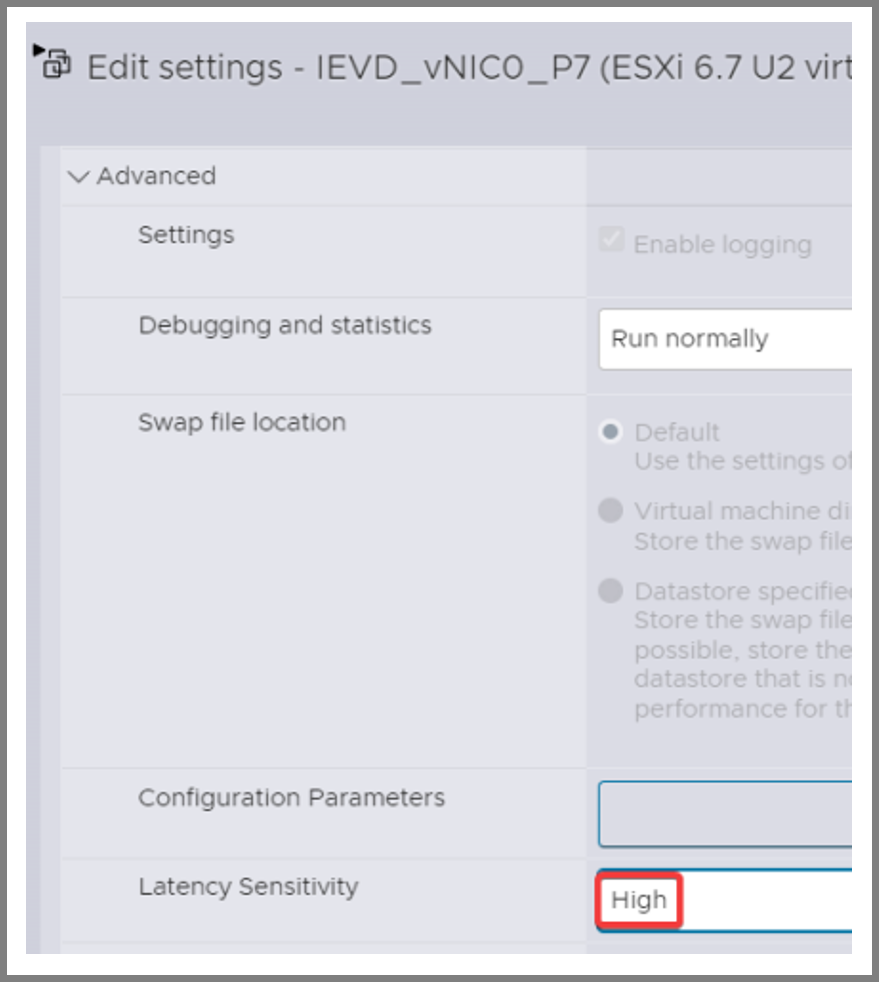 Edit settings - IEVD_vNIC0_P7 (ESXi 6.7 U2 virt
Advanced
Settings
Enable logging
Debugging and statistics
Run normally
Swap file location
Default
Use the settings of
Virtual machine di
Store the swap file
Datastore specified
Store the swap file
possible, store the
datastore that is no
performance for th
Configuration Parameters
Latency Sensitivity
High